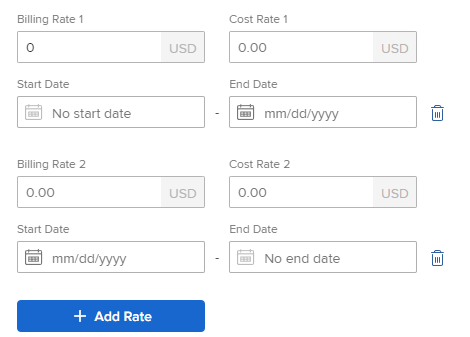 Billing Rate 1 Cost Rate 1
0 USD 0.00 USD
Start Date End Date
No start date - mm/dd/yyyy
Billing Rate 2 Cost Rate 2
0.00 USD 0.00 USD
Start Date End Date
mm/dd/yyyy - No end date
+ Add Rate